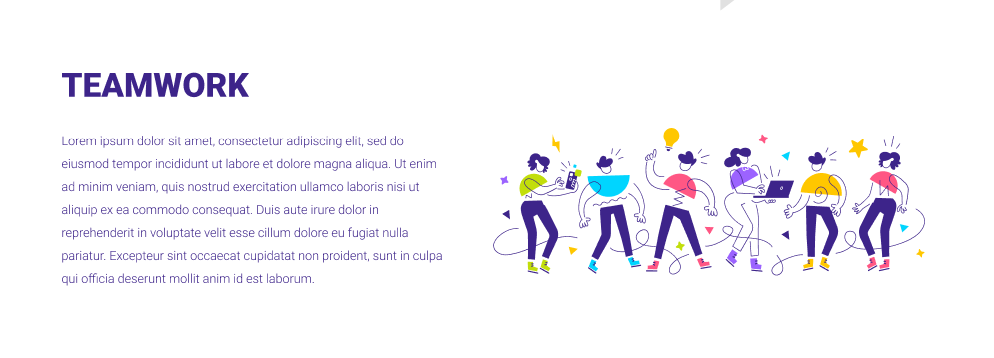 TEAMWORK
Lorem ipsum dolor sit amet, consectetur adipiscing elit, sed do
eiusmod tempor incididunt ut labore et dolore magna aliqua. Ut enim
ad minim veniam, quis nostrud exercitation ullamco laboris nisi ut
aliquip ex ea commodo consequat. Duis aute irure dolor in
reprehenderit in voluptate velit esse cillum dolore eu fugiat nulla
pariatur. Excepteur sint occaecat cupidatat non proident, sunt in culpa
qui officia deserunt mollit anim id est laborum.